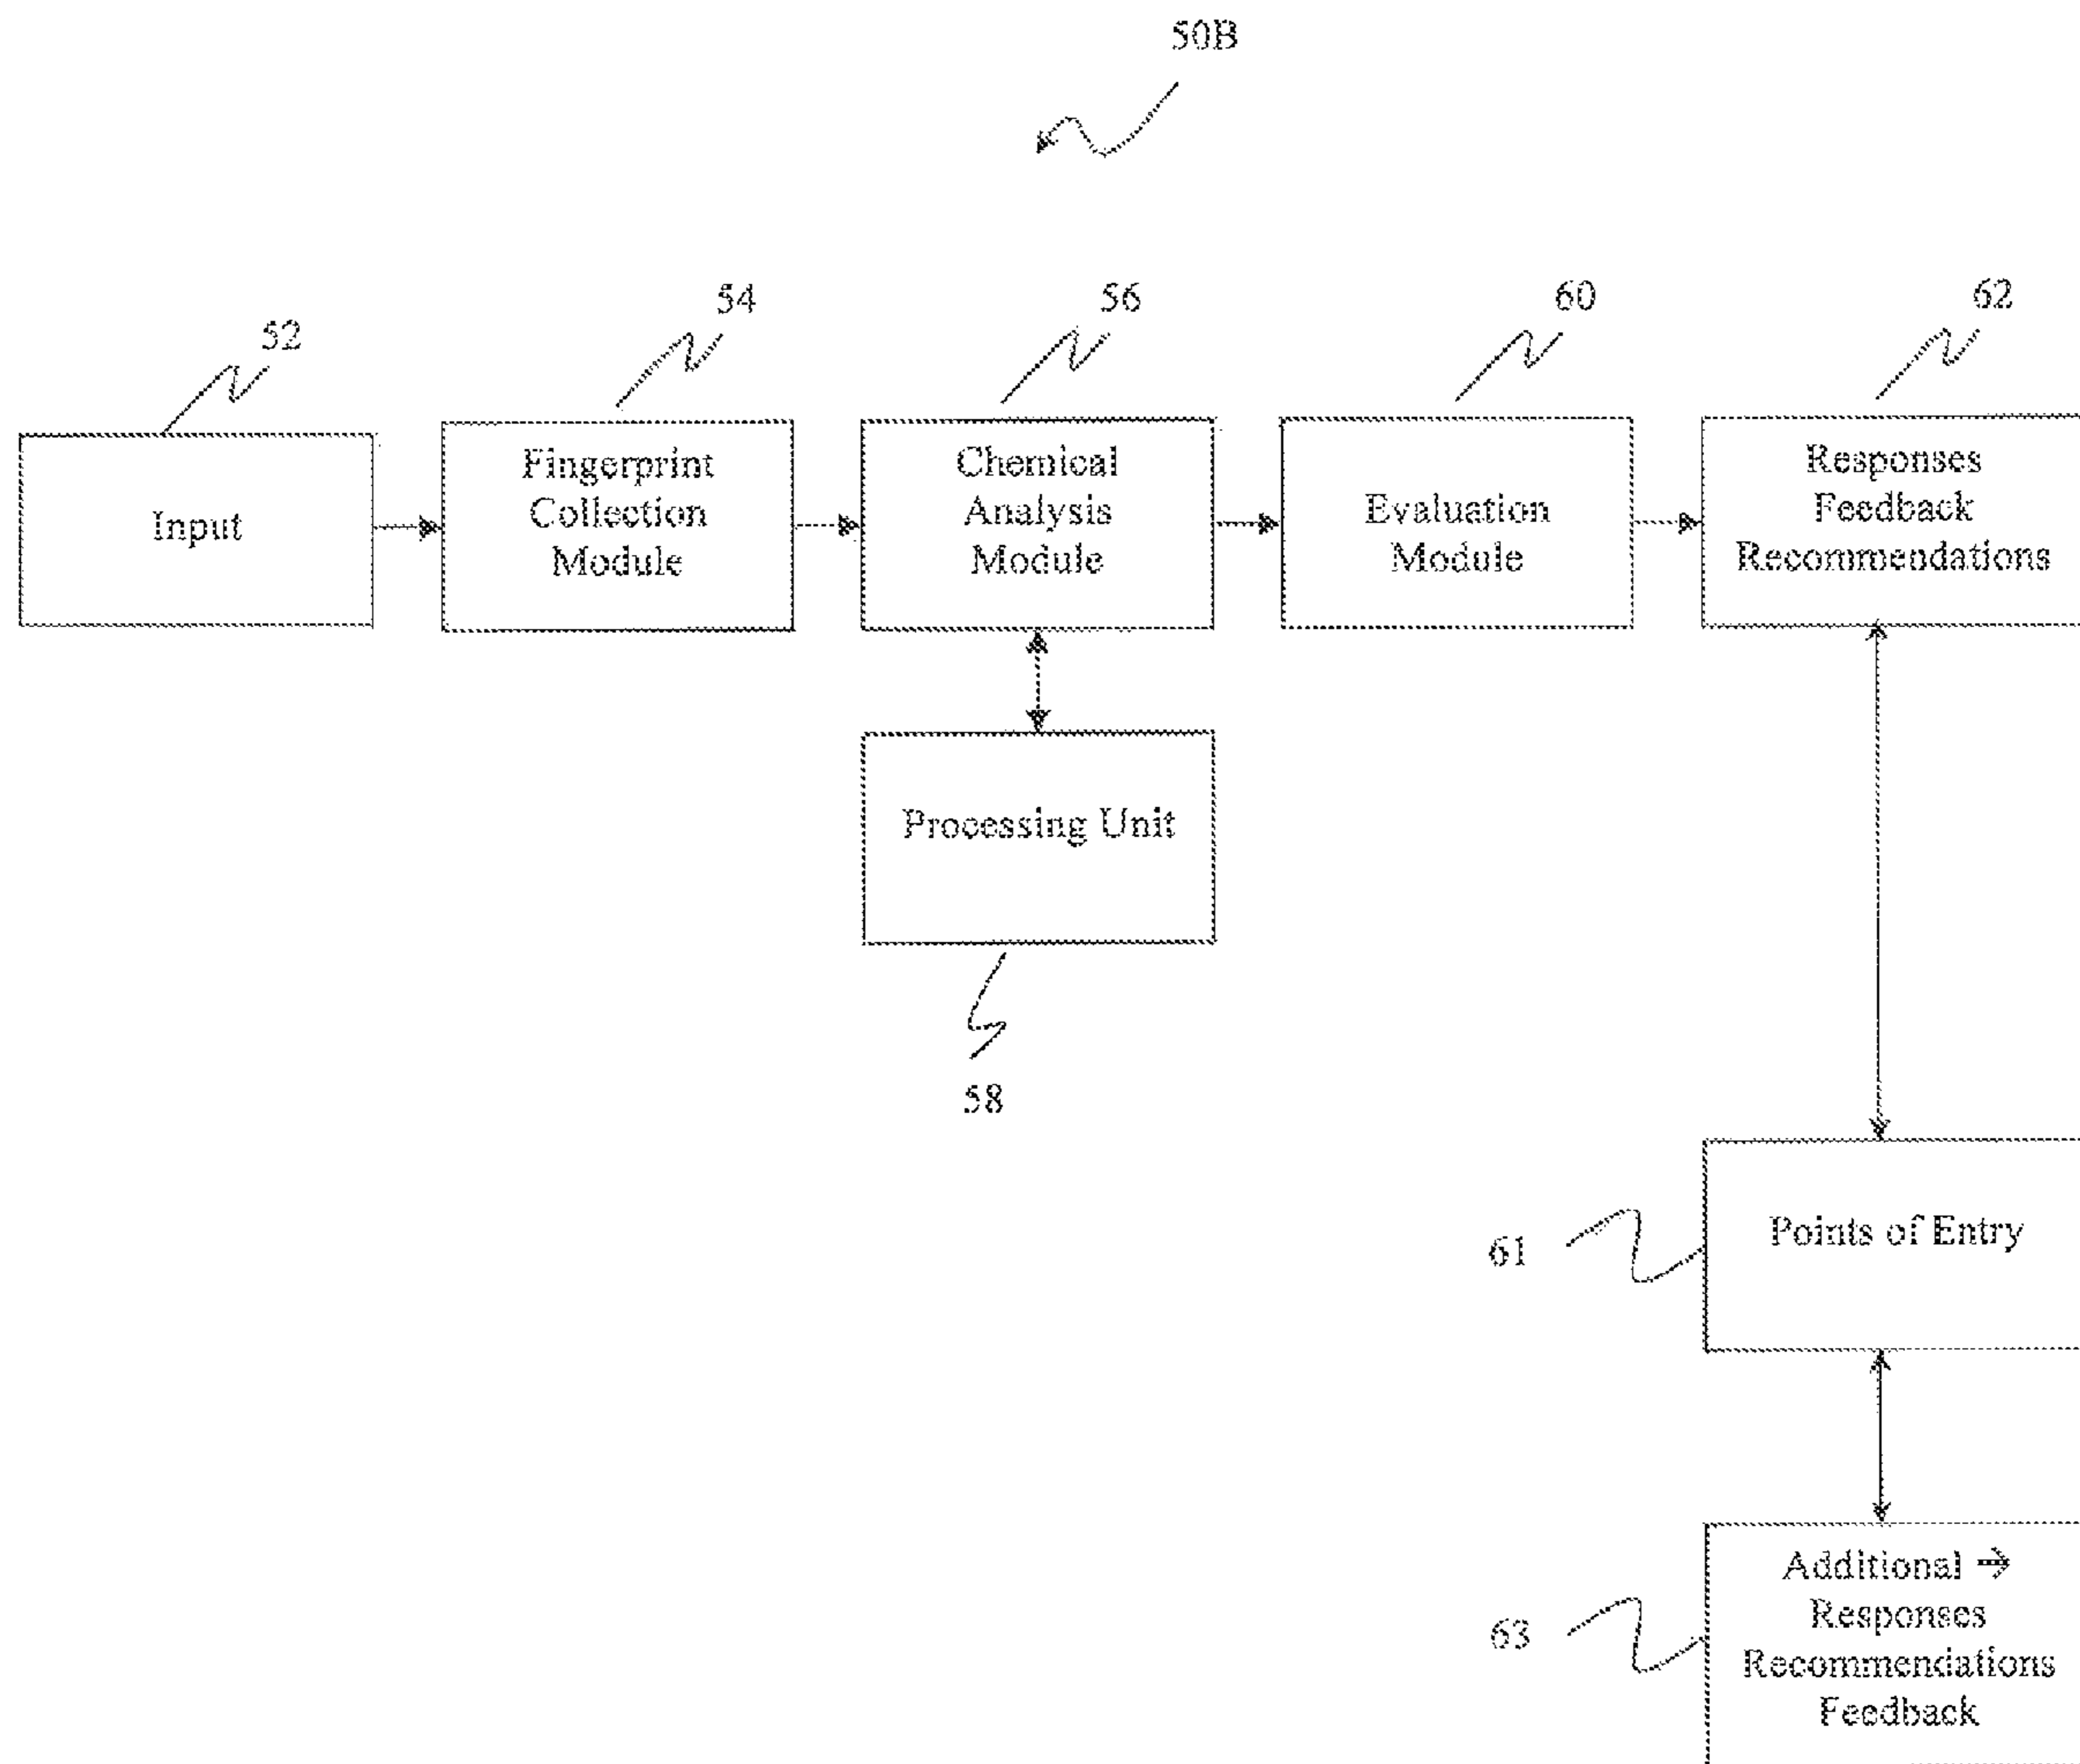 50B
52
54
56
60
62
Input
Fingerprint
Collection
Module
Chemical
Analysis
Module
Evaluation
Module
Responses
Feedback
Recommendations
Processing Unit
58
61
Points of Entry
63
Additional →
Responses
Recommendations
Feedback